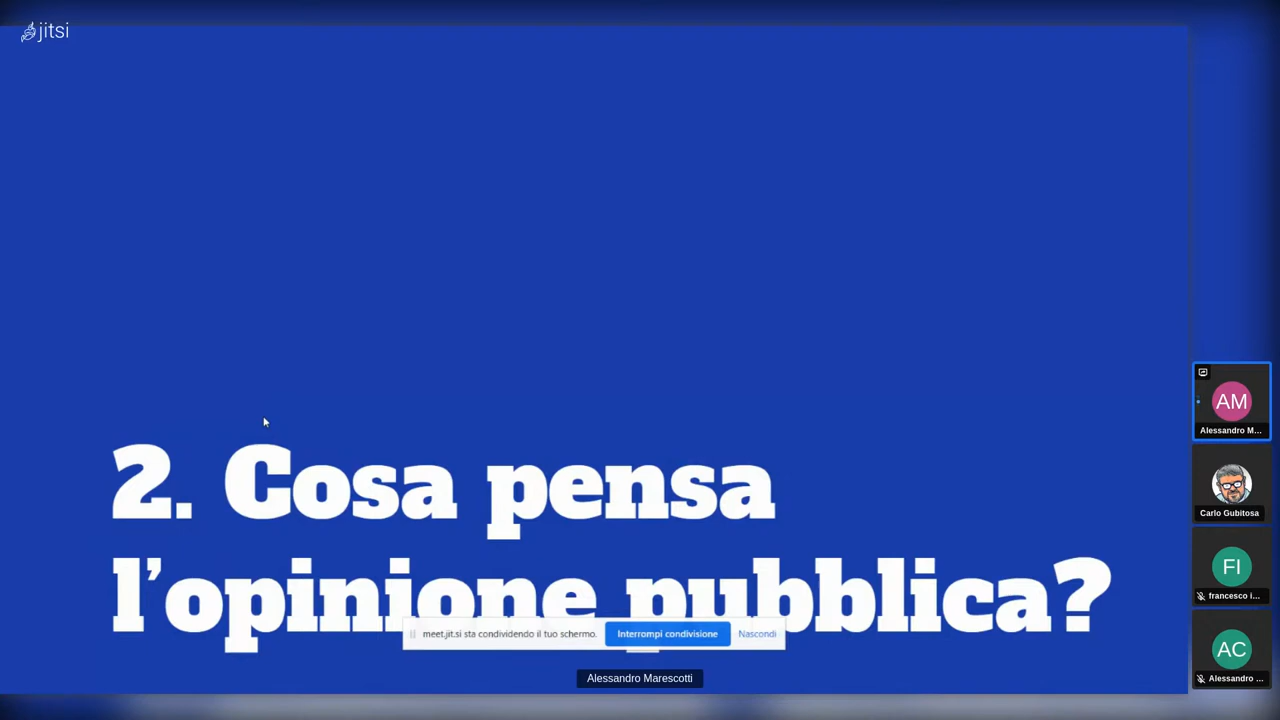 jitsi
2. Cosa pensa
l’opinione pubblica?
meet.jit.si sta condividendo il tuo schermo.
Interrompi condivisione
Nascondi
Alessandro Marescotti
AM
Alessandro M...
Carlo Gubitosa
FI
francesco i...
AC
Alessandro ...